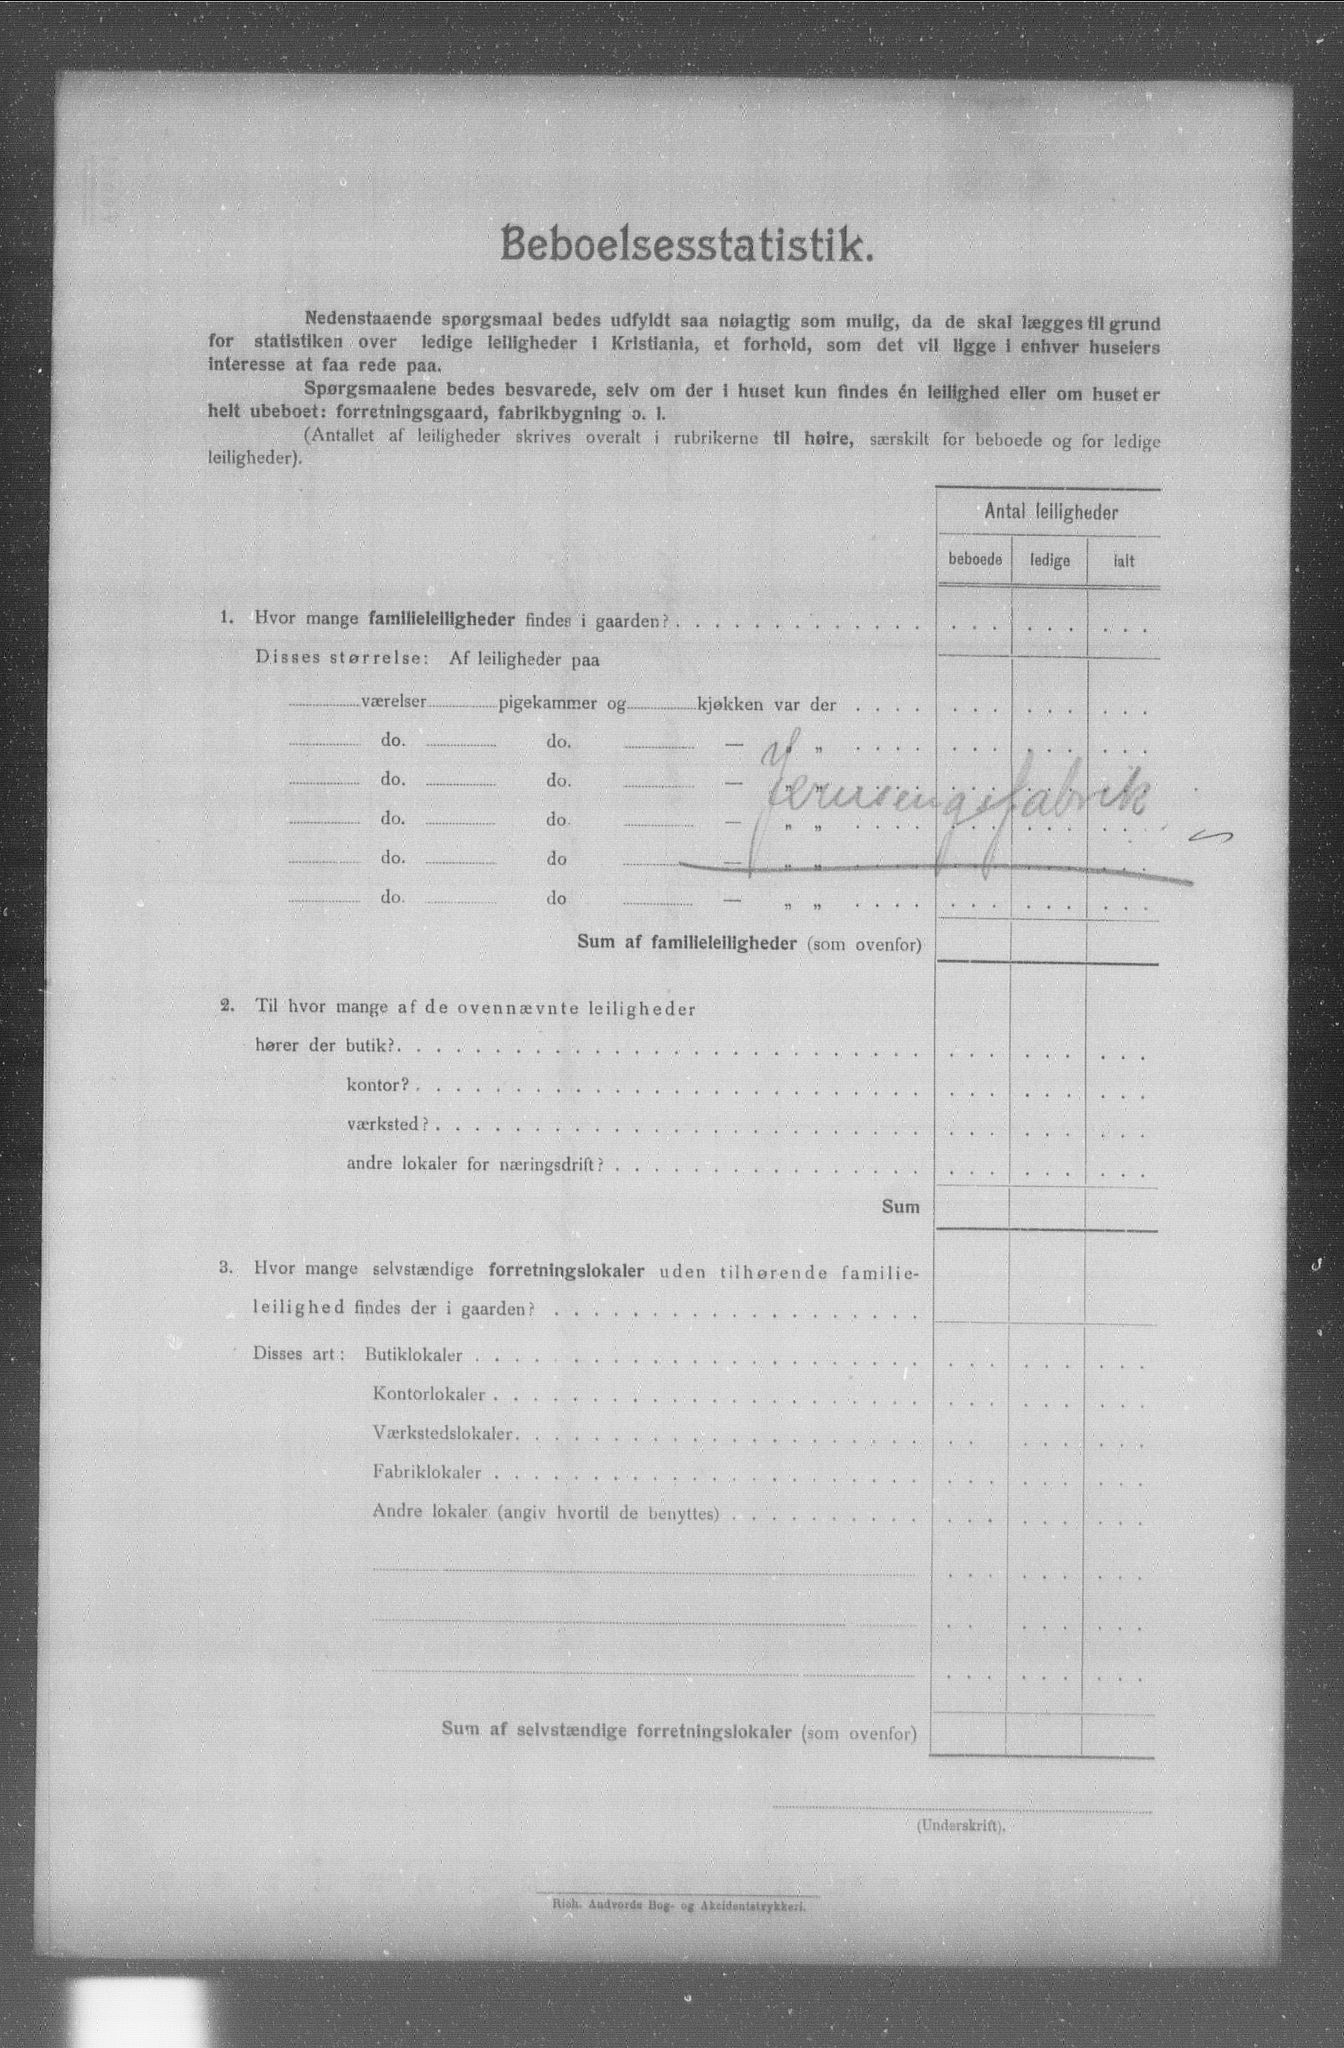 Beboelsesstatistik.
Nedenstaaende spørgsmaal bedes udfyldt saa nøiagtig som mulig, da de skal lægges til grund
for statistiken over ledige leiligheder i Kristiania, et forhold, som det vil ligge i enhver huseiers
interesse at faa rede paa.
Spørgsmaalene bedes besvarede, selv om der i huset kun findes én leilighed eller om huset er
helt ubeboet: forretningsgaard, fabrikbygning o. l.
(Antallet af leiligheder skrives overalt i rubrikerne til høire, særskilt for beboede og for ledige
leiligheder).
Antal leiligheder
beboede ledige ialt
1. Hvor mange familieleiligheder findes i gaarden? . . . . . . . . . . . . .
Disses størrelse: Af leiligheder paa
værelser pigekammer og kjøkken var der . . . .
do. do. — „ „ . . . .
do. do. — „ „ . . . .
do. do. — „ „ . . . .
do. do — „ „ . . . .
do. do — „ „ . . . .
Sum af familieleiligheder (som ovenfor)
2. Til hvor mange af de ovennævnte leiligheder
hører der butik? . . . . . . . . . .
kontor? . . . . . . . . . .
værksted? . . . . . . . . . .
andre lokaler for næringsdrift? . . . . . . . . . .
Sum
3. Hvor mange selvstændige forretningslokaler uden tilhørende familie-
leilighed findes der i gaarden? . . . . . . . . . .
Disses art: Butiklokaler . . . . . . . . . .
Kontorlokaler . . . . . . . . . .
Værkstedslokaler . . . . . . . . . .
Fabriklokaler . . . . . . . . . .
Andre lokaler (angiv hvortil de benyttes) . . . . . . . . . .
Sum af selvstændige forretningslokaler (som ovenfor)
(Underskrift).
Rich. Andvords Bog- og Akcidentstrykkeri.